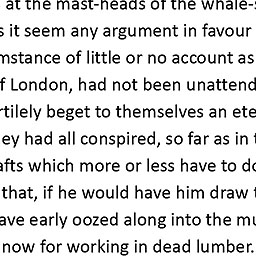 at the mast-heads of the whale-s
it seem any argument in favour
mstance of little or no account as
f London, had not been unattend
rtilely beget to themselves an ete
ey had all conspired, so far as in t
afts which more or less have to do
that, if he would have him draw t
ave early oozed along into the mu
now for working in dead lumber.